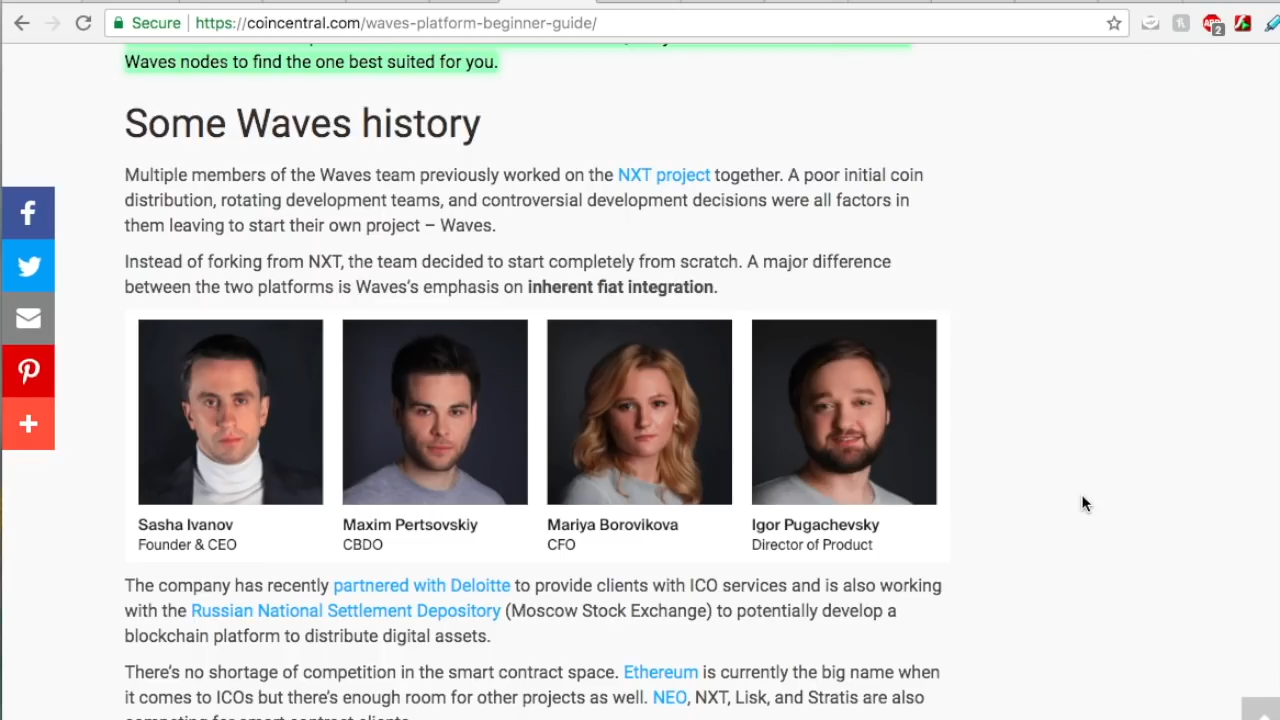 Secure https://coincentral.com/waves-platform-beginner-guide/
2
Waves nodes to find the one best suited for you.
Some Waves history
Multiple members of the Waves team previously worked on the NXT project together. A poor initial coin
distribution, rotating development teams, and controversial development decisions were all factors in
them leaving to start their own project – Waves.
Instead of forking from NXT, the team decided to start completely from scratch. A major difference
between the two platforms is Waves's emphasis on inherent fiat integration.
Sasha Ivanov
Founder & CEO
Maxim Pertsovskiy
CBDO
Mariya Borovikova
CFO
Igor Pugachevsky
Director of Product
The company has recently partnered with Deloitte to provide clients with ICO services and is also working
with the Russian National Settlement Depository (Moscow Stock Exchange) to potentially develop a
blockchain platform to distribute digital assets.
There's no shortage of competition in the smart contract space. Ethereum is currently the big name when
it comes to ICOs but there's enough room for other projects as well. NEO, NXT, Lisk, and Stratis are also
competing for smart contract clients.